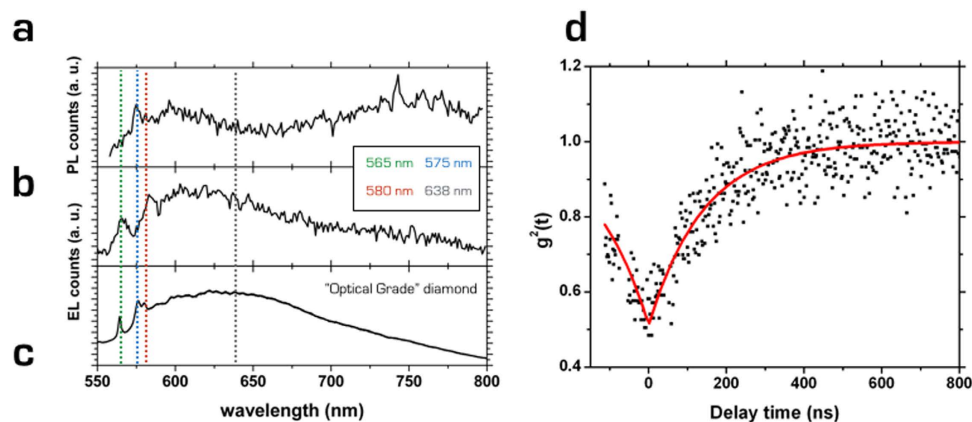 a
d
PL counts (a. u.)
565 nm 575 nm
580 nm 638 nm
b
EL counts (a. u.)
"Optical Grade" diamond
c
550 600 650 700 750 800
wavelength (nm)
1.2
1.0
0.8
0.6
0.4
g²(t)
0 200 400 600 800
Delay time (ns)